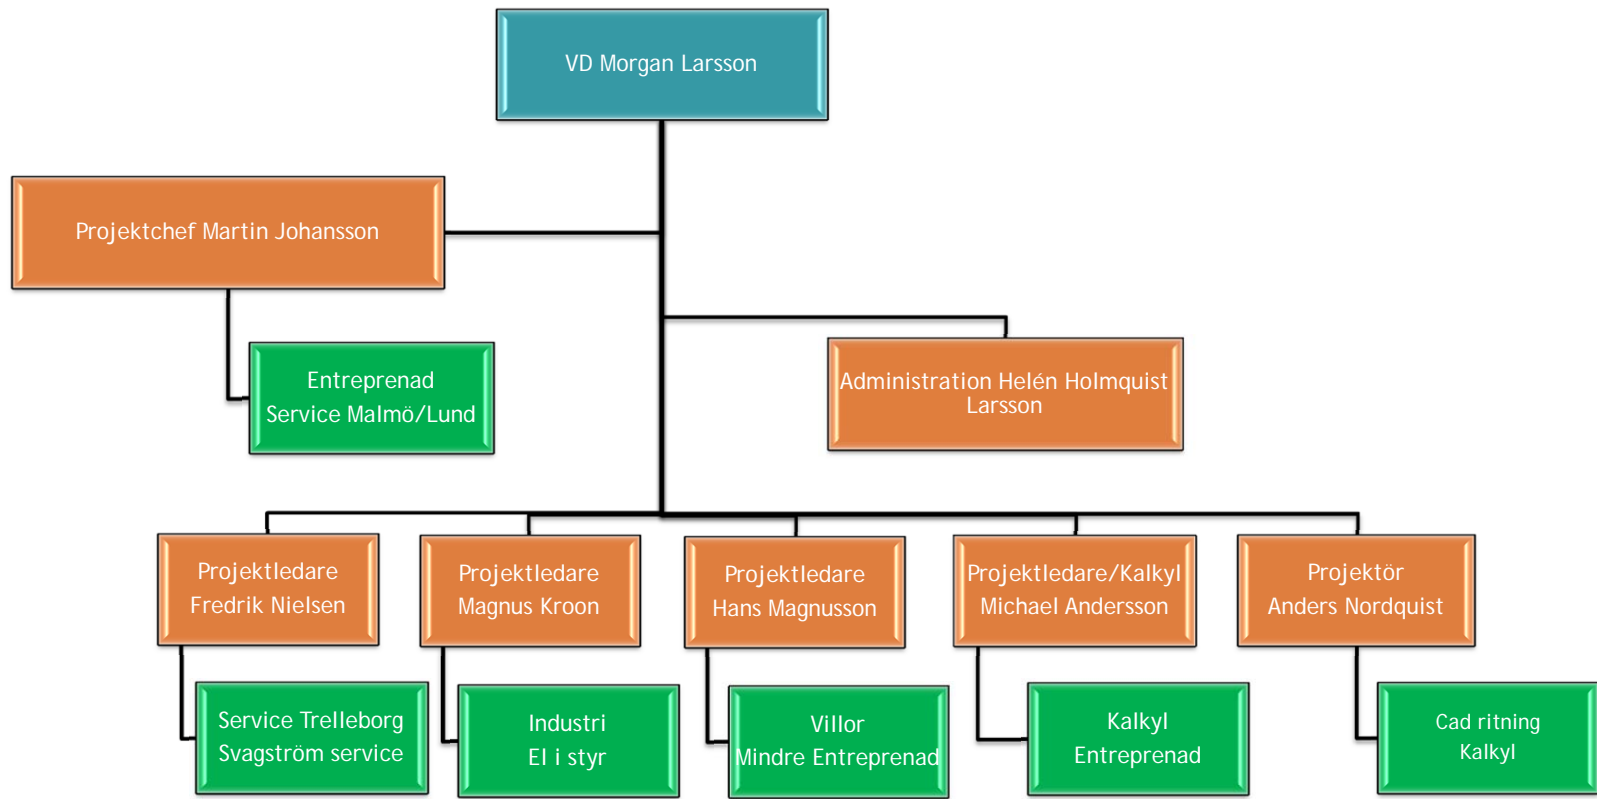 VD Morgan Larsson
Projektchef Martin Johansson
Entreprenad
Service Malmö/Lund
Administration Helén Holmquist
Larsson
Projektledare
Fredrik Nielsen
Projektledare
Magnus Kroon
Projektledare
Hans Magnusson
Projektledare/Kalkyl
Michael Andersson
Projektör
Anders Nordquist
Service Trelleborg
Svagström service
Industri
El i styr
Villor
Mindre Entreprenad
Kalkyl
Entreprenad
Cad ritning
Kalkyl